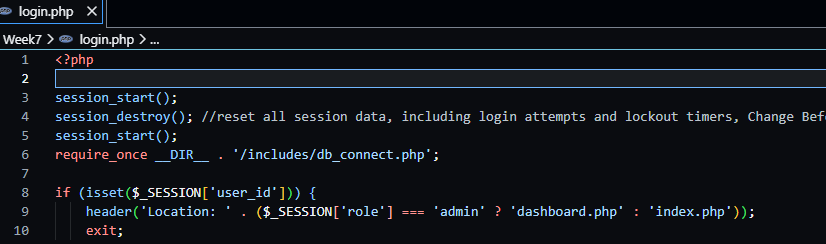 login.php
Week7 > login.php > ...
1 <?php
2
3 session_start();
4 session_destroy(); //reset all session data, including login attempts and lockout timers, Change Bef
5 session_start();
6 require_once __DIR__ . '/includes/db_connect.php';
7
8 if (isset($_SESSION['user_id'])) {
9 header('Location: ' . ($_SESSION['role'] === 'admin' ? 'dashboard.php' : 'index.php'));
10 exit;